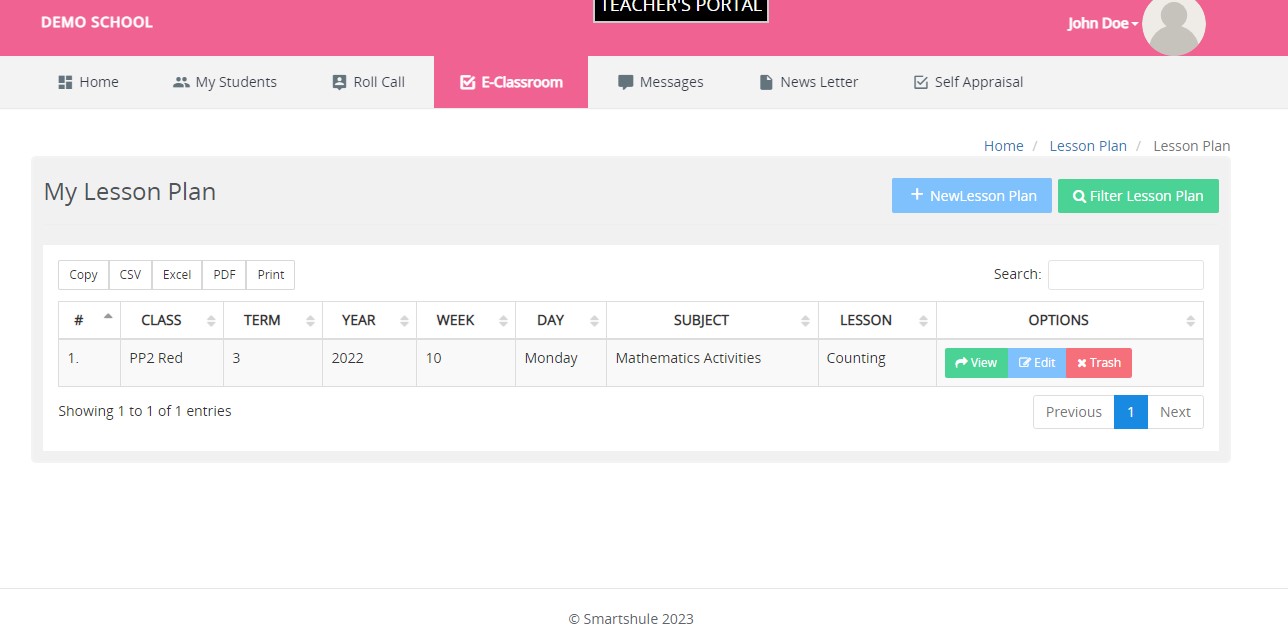 TEACHER'S PORTAL
DEMO SCHOOL
John Doe
Home My Students Roll Call E-Classroom Messages News Letter Self Appraisal
Home / Lesson Plan / Lesson Plan
My Lesson Plan
+ NewLesson Plan Filter Lesson Plan
Copy CSV Excel PDF Print Search:
# CLASS TERM YEAR WEEK DAY SUBJECT LESSON OPTIONS
1. PP2 Red 3 2022 10 Monday Mathematics Activities Counting View Edit Trash
Showing 1 to 1 of 1 entries Previous 1 Next
© Smartshule 2023